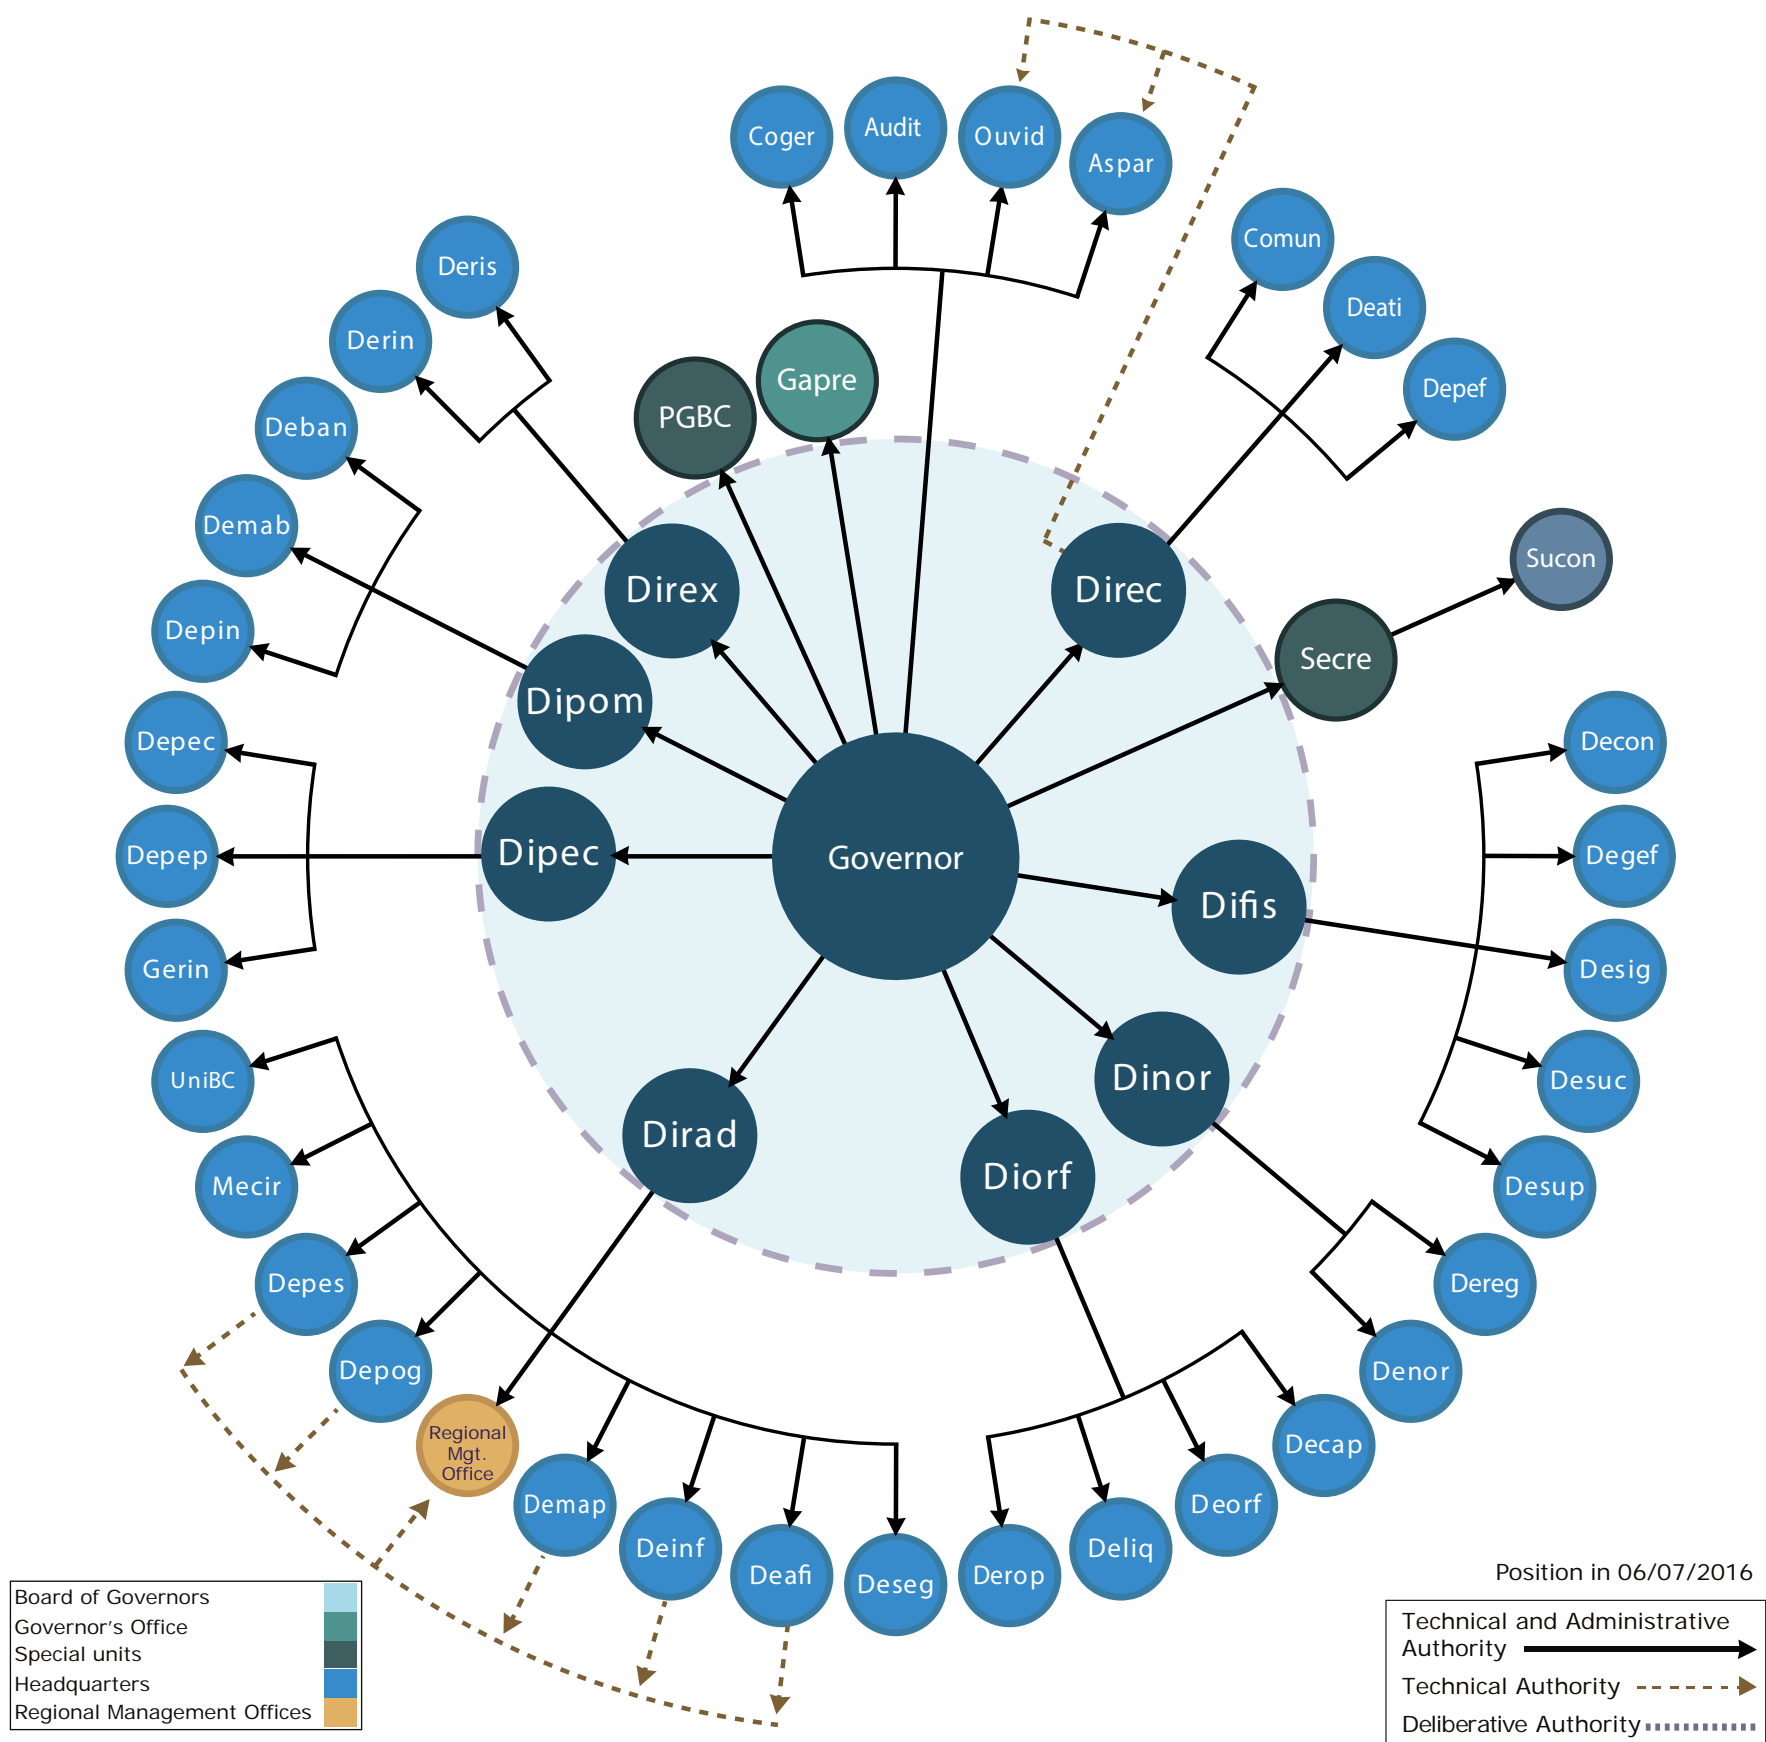 Coger
Audit
Ouvid
Aspar
Comun
Deati
Depef
Deris
Derin
Deban
Demab
Depin
Gapre
PGBC
Direx
Direc
Sucon
Secre
Dipom
Depec
Depep
Gerin
Dipec
Governor
Difis
Decon
Degef
Desig
Desuc
Desup
Dirad
Diorf
Dinor
Dereg
Denor
Decap
Deorf
Deliq
Derop
UniBC
Mecir
Depes
Depog
Regional
Mgt.
Office
Demap
Deinf
Deafi
Deseg
Board of Governors
Governor's Office
Special units
Headquarters
Regional Management Offices
Position in 06/07/2016
Technical and Administrative
Authority
Technical Authority
Deliberative Authority